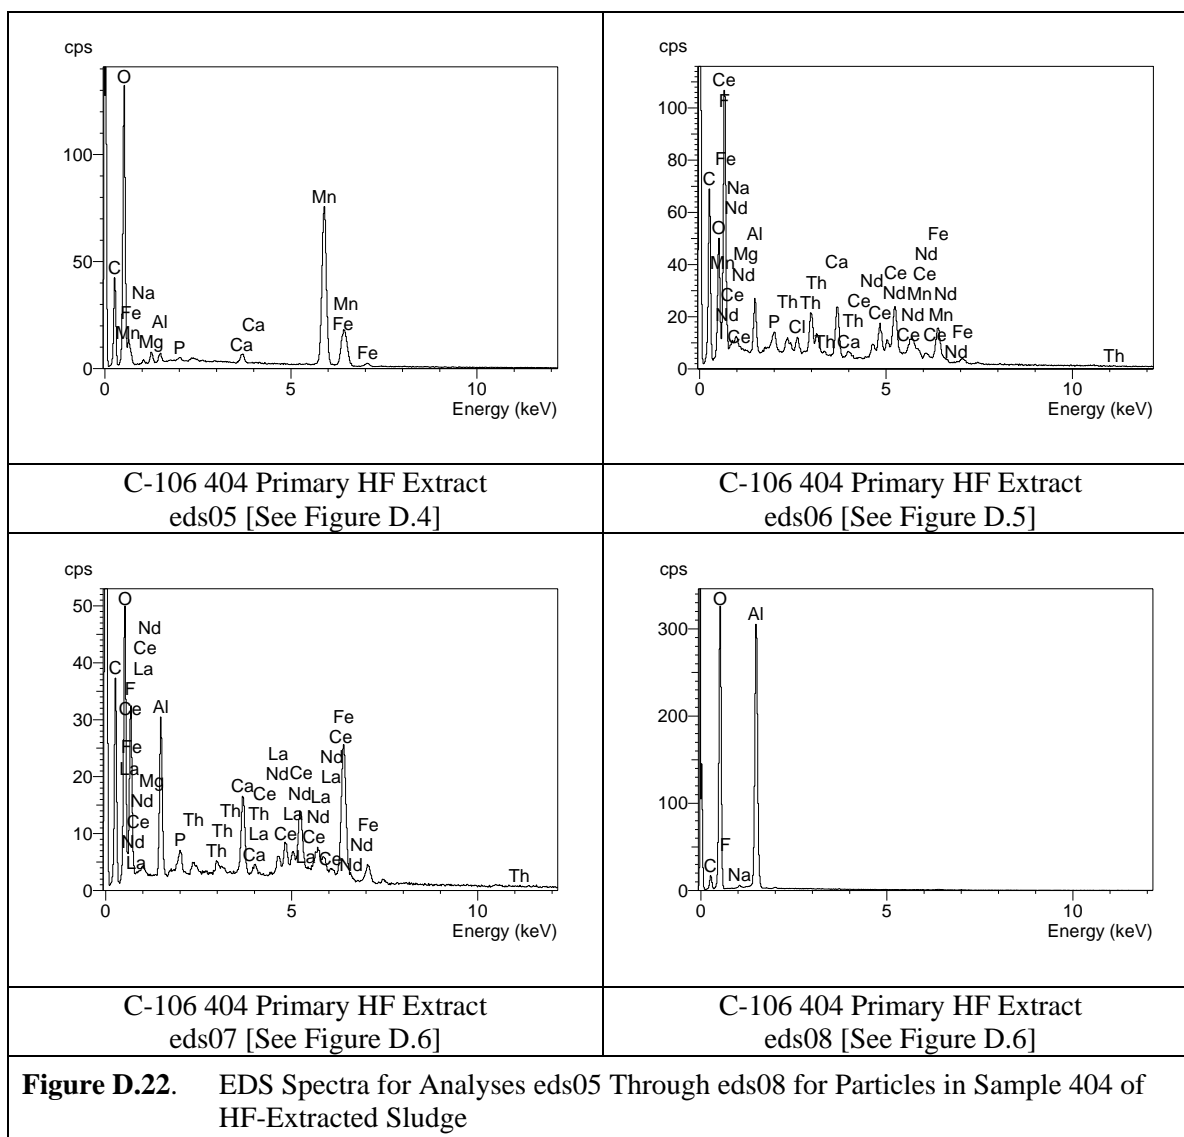 cps
O
100
Mn
C
50
Na
Fe
Mn
Al
Mg
P
Ca
Ca
Mn
Fe
Fe
0
0
5
10
Energy (keV)
C-106 404 Primary HF Extract
eds05 [See Figure D.4]
cps
Ce
F
100
80
Fe
C
Na
Nd
60
O
Al
Fe
Mn
Mg
Ca
Nd
40
Nd
Th
Nd
Ce
Ce
Ce
Th
Th
Ce
Nd
Mn
Nd
20
Nd
P
Cl
Th
Ce
Nd
Mn
Ce
Th
Ca
Ce
Ce
Fe
Nd
Th
0
0
5
10
Energy (keV)
C-106 404 Primary HF Extract
eds06 [See Figure D.5]
cps
50
O
Nd
Ce
40
C
La
F
Ce
Al
30
Fe
Fe
Ce
La
Mg
La
Nd
Nd
20
Nd
Ca
Ce
Ce
La
Th
Th
Th
Nd
La
Ce
Th
La
Nd
Fe
10
Nd
P
Th
La
Ce
Ce
Nd
La
Ca
La
Ce
Nd
Th
0
0
5
10
Energy (keV)
C-106 404 Primary HF Extract
eds07 [See Figure D.6]
cps
O
Al
300
200
100
F
C
Na
0
0
5
10
Energy (keV)
C-106 404 Primary HF Extract
eds08 [See Figure D.6]
Figure D.22. EDS Spectra for Analyses eds05 Through eds08 for Particles in Sample 404 of
HF-Extracted Sludge